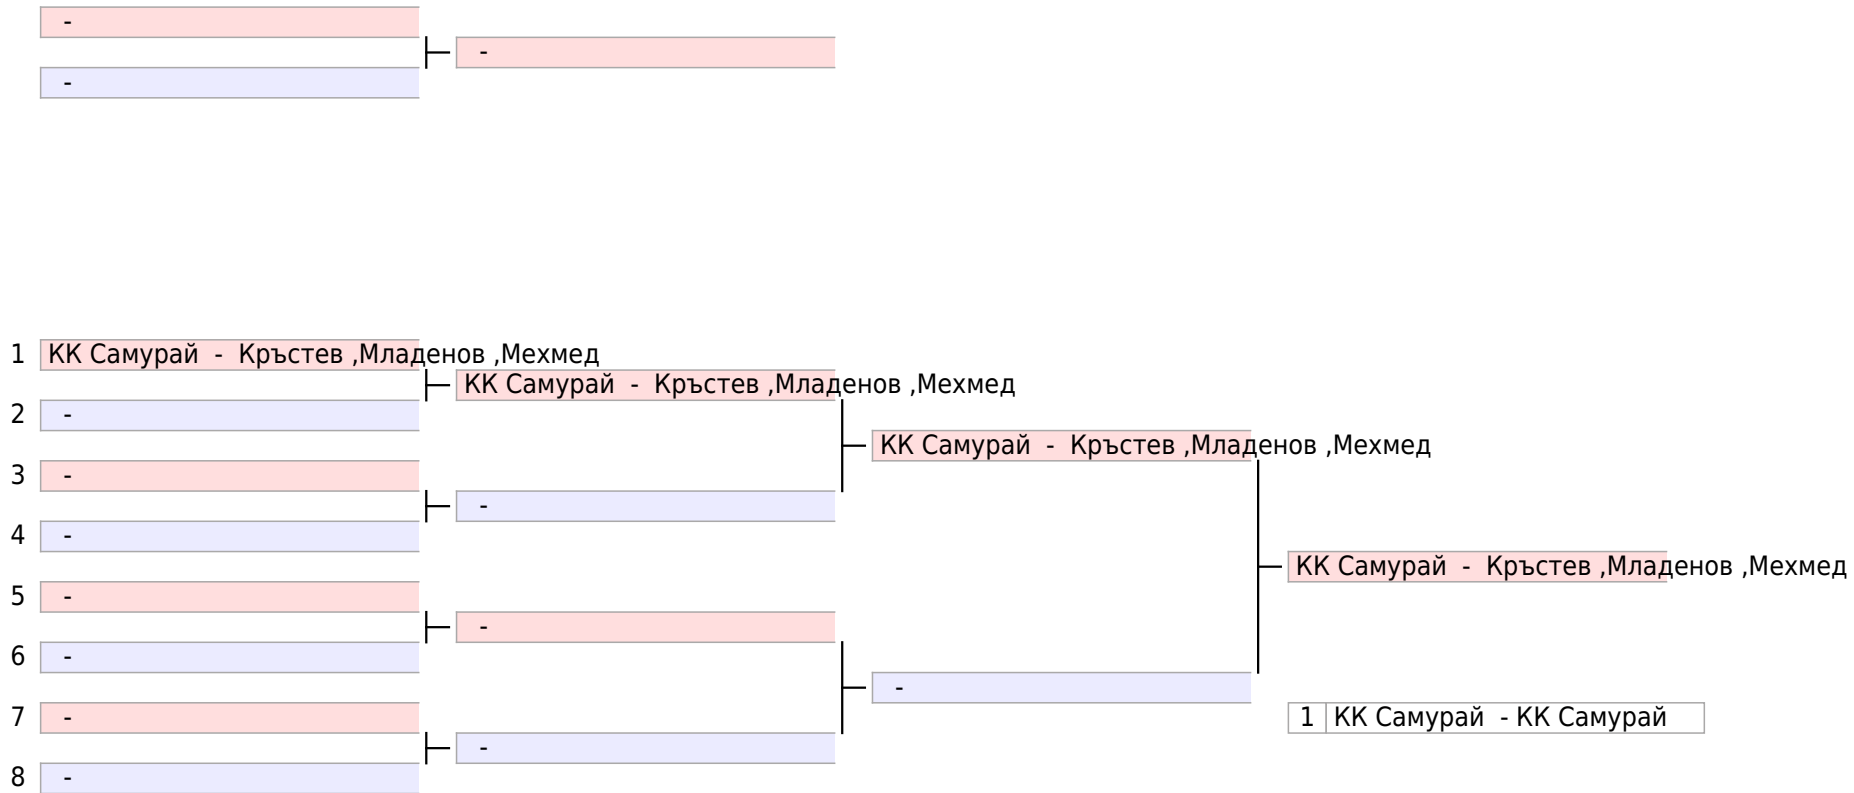 -
-
-
1 КК Самурай - Кръстев ,Младенов ,Мехмед
КК Самурай - Кръстев ,Младенов ,Мехмед
2 -
КК Самурай - Кръстев ,Младенов ,Мехмед
3 -
-
4 -
КК Самурай - Кръстев ,Младенов ,Мехмед
5 -
-
6 -
-
7 -
1 КК Самурай - КК Самурай
-
8 -